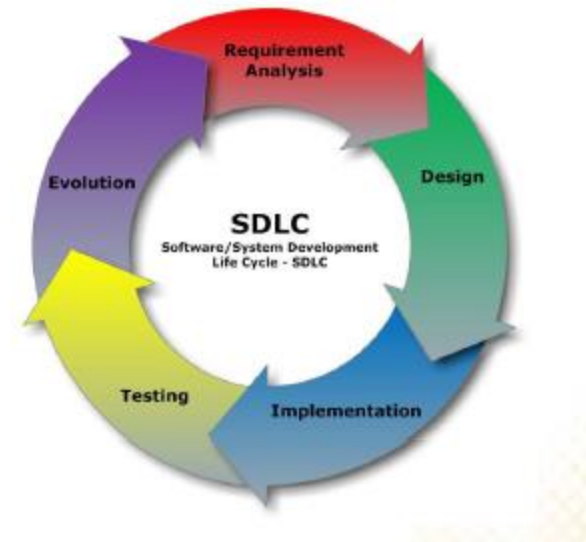 Requirement
Analysis
Design
Evolution
SDLC
Software/System Development
Life Cycle - SDLC
Testing
Implementation